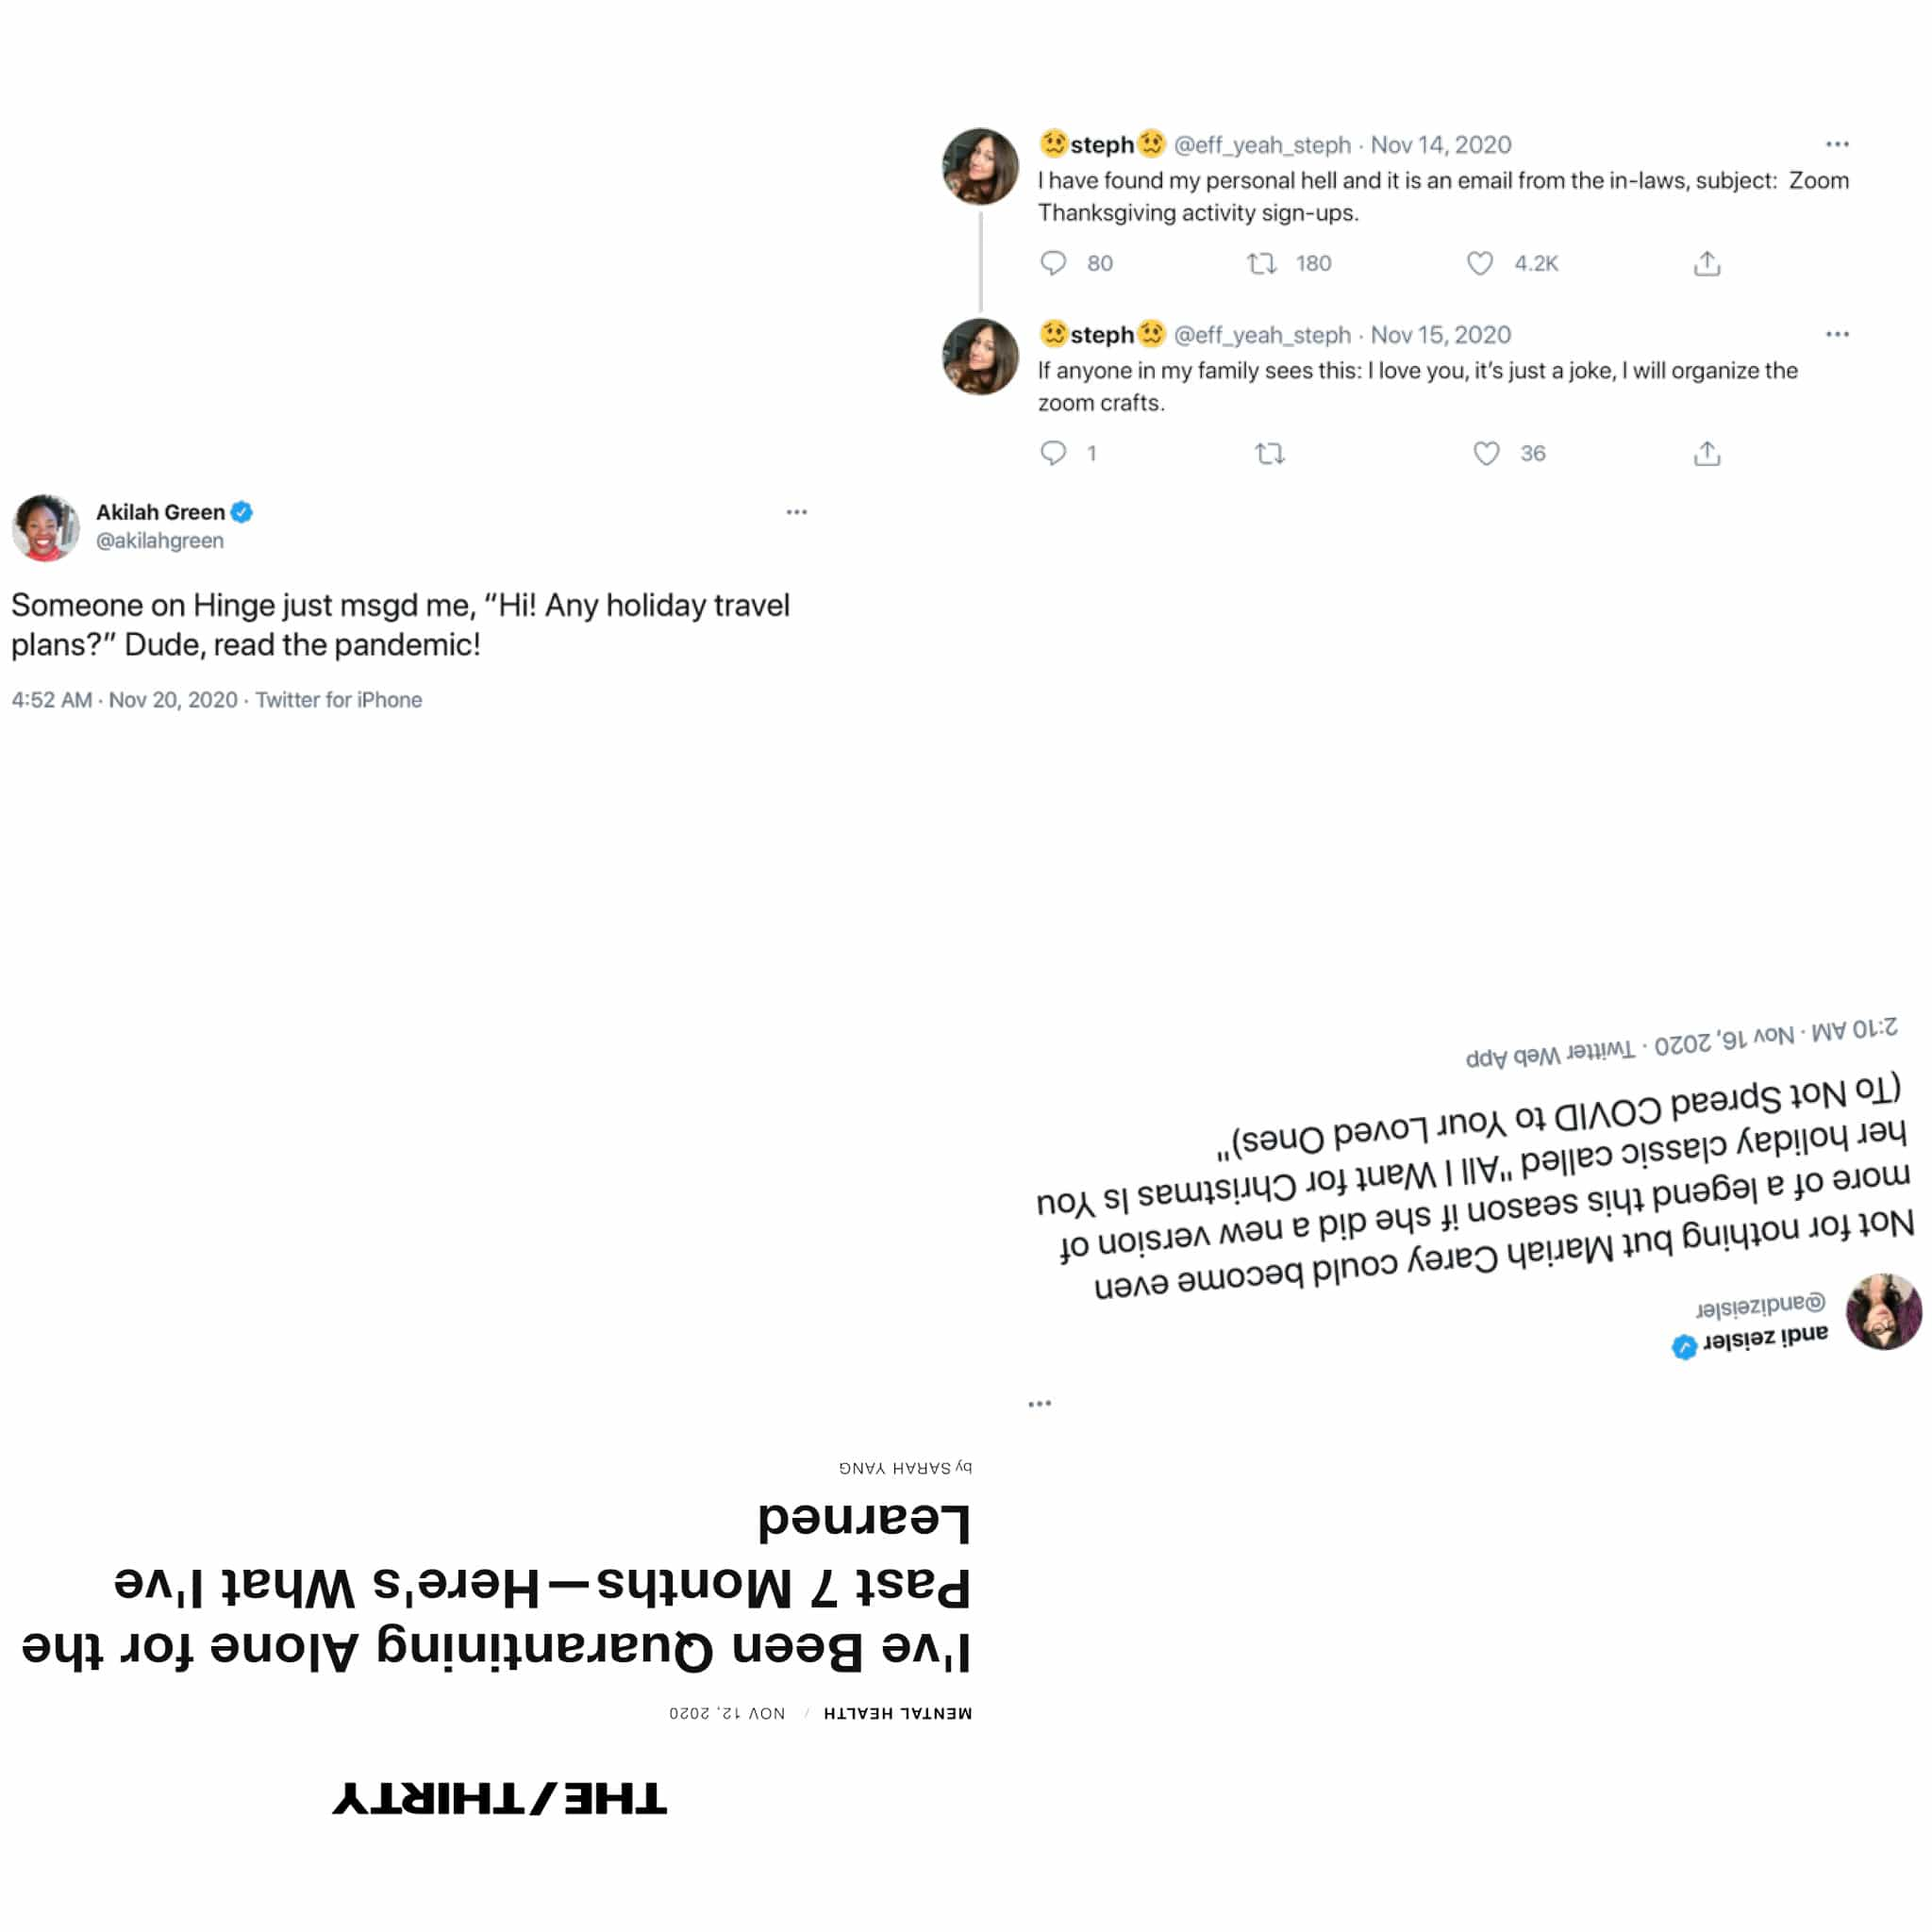 🥴steph🥴 @eff_yeah_steph · Nov 14, 2020
I have found my personal hell and it is an email from the in-laws, subject:  Zoom
Thanksgiving activity sign-ups.
80 180 4.2K
🥴steph🥴 @eff_yeah_steph · Nov 15, 2020
If anyone in my family sees this: I love you, it’s just a joke, I will organize the
zoom crafts.
1 36
Akilah Green
@akilahgreen
Someone on Hinge just msgd me, “Hi! Any holiday travel
plans?” Dude, read the pandemic!
4:52 AM · Nov 20, 2020 · Twitter for iPhone
andi zeisler
@andizeisler
Not for nothing but Mariah Carey could become even
more of a legend this season if she did a new version of
her holiday classic called "All I Want for Christmas Is You
(To Not Spread COVID to Your Loved Ones)"
2:10 AM · Nov 16, 2020 · Twitter Web App
THE/THIRTY
MENTAL HEALTH / NOV 12, 2020
I've Been Quarantining Alone for the
Past 7 Months—Here's What I've
Learned
by SARAH YANG